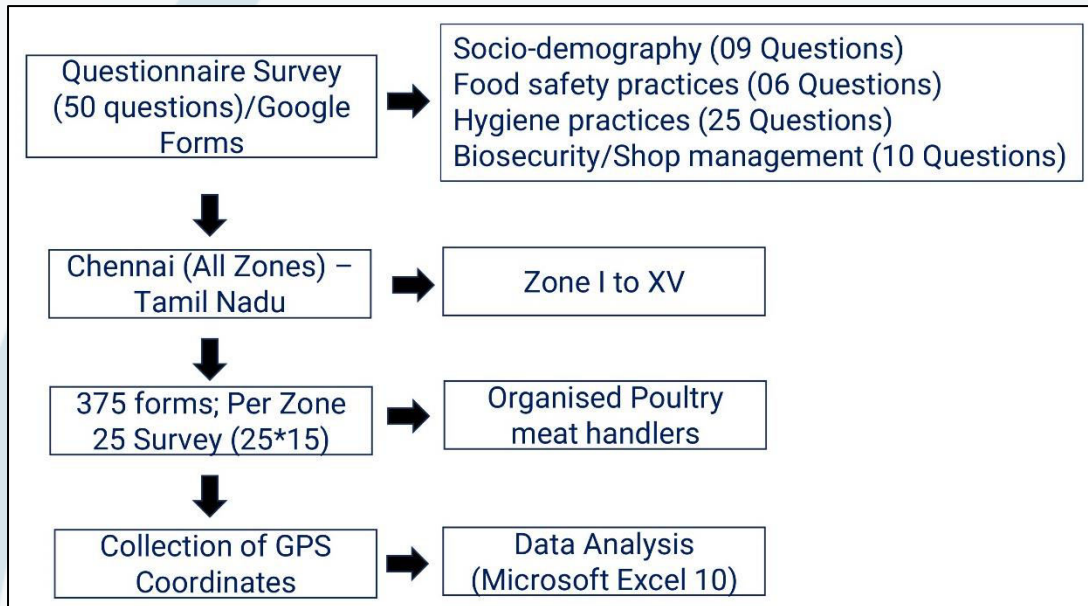 Questionnaire Survey
(50 questions)/Google
Forms
Socio-demography (09 Questions)
Food safety practices (06 Questions)
Hygiene practices (25 Questions)
Biosecurity/Shop management (10 Questions)
Chennai (All Zones) –
Tamil Nadu
Zone I to XV
375 forms; Per Zone
25 Survey (25*15)
Organised Poultry
meat handlers
Collection of GPS
Coordinates
Data Analysis
(Microsoft Excel 10)